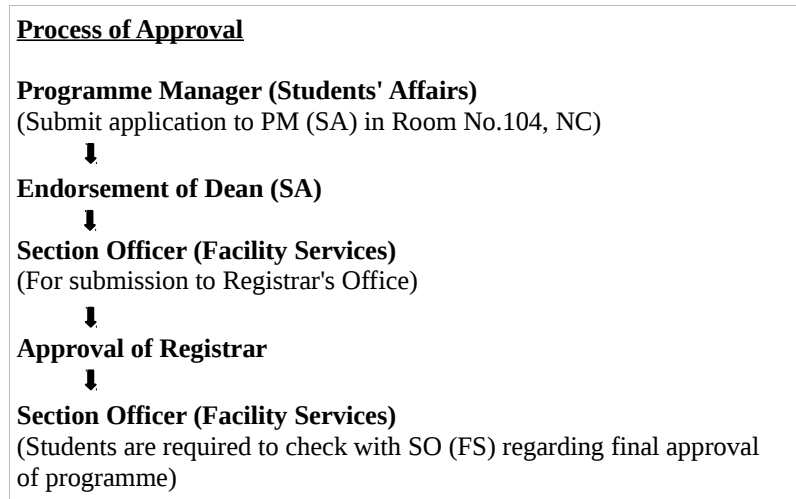 Process of Approval
Programme Manager (Students' Affairs)
(Submit application to PM (SA) in Room No.104, NC)
Endorsement of Dean (SA)
Section Officer (Facility Services)
(For submission to Registrar's Office)
Approval of Registrar
Section Officer (Facility Services)
(Students are required to check with SO (FS) regarding final approval
of programme)